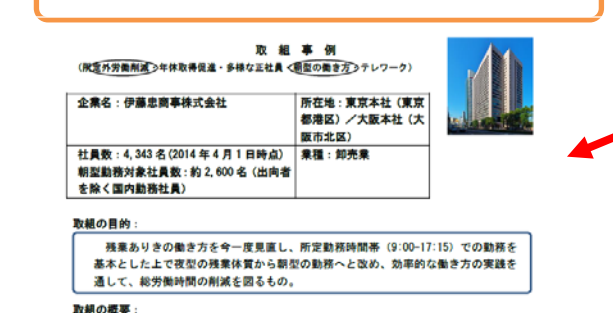 取 組 事 例
(所定外労働削減・年休取得促進・多様な正社員・朝型の働き方・テレワーク)
企業名：伊藤忠商事株式会社
所在地：東京本社（東京都港区）／大阪本社（大阪市北区）
社員数：4,343名(2014年4月1日時点)
朝型勤務対象社員数：約2,600名（出向者を除く国内勤務社員）
業種：卸売業
取組の目的：
残業ありきの働き方を今一度見直し、所定勤務時間帯（9:00-17:15）での勤務を
基本とした上で夜型の残業体質から朝型の勤務へと改め、効率的な働き方の実践を
通して、総労働時間の削減を図るもの。
取組の概要：